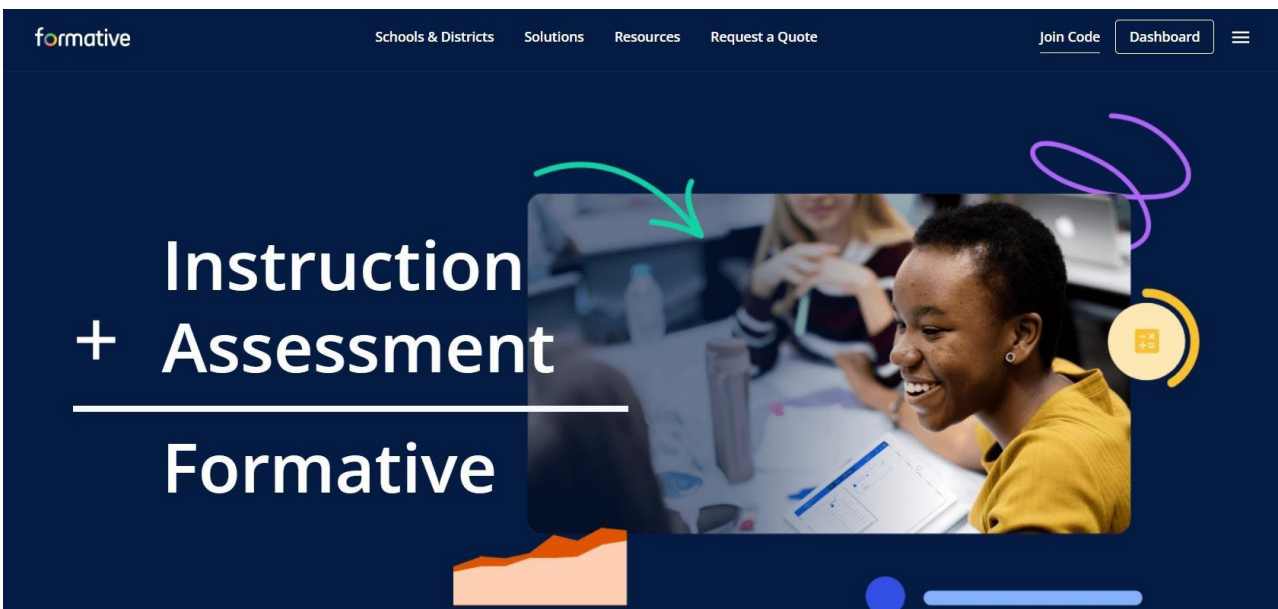 formative
Schools & Districts Solutions Resources Request a Quote
Join Code Dashboard
Instruction
+ Assessment
Formative